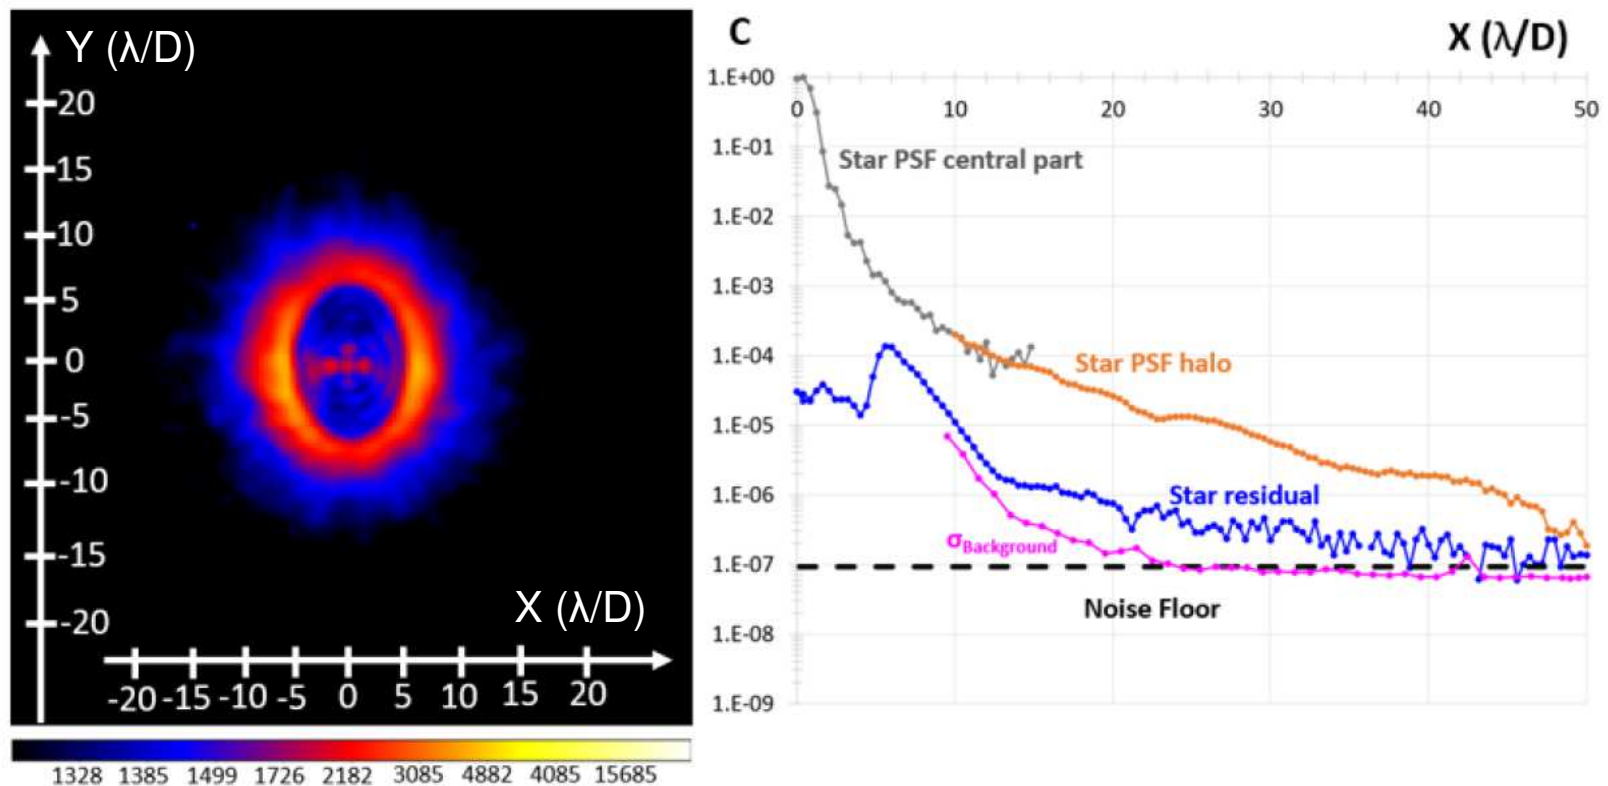 Y (λ/D)
20
15
10
5
0
-5
-10
-15
-20
X (λ/D)
-20 -15 -10 -5 0 5 10 15 20
1328 1385 1499 1726 2182 3085 4882 4085 15685
C
X (λ/D)
1.E+00
0 10 20 30 40 50
1.E-01
Star PSF central part
1.E-02
1.E-03
1.E-04
Star PSF halo
1.E-05
1.E-06
Star residual
σBackground
1.E-07
Noise Floor
1.E-08
1.E-09